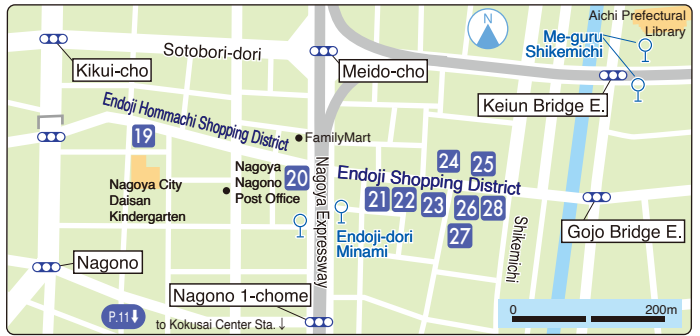 Aichi Prefectural
Library
N
Me-guru
Shikemichi
Sotobori-dori
Kikui-cho
Meido-cho
Keiun Bridge E.
Endoji Hommachi Shopping District
19
FamilyMart
Nagoya City
Daisan
Kindergarten
Nagoya
Nagono
Post Office
20
Nagoya Expressway
Endoji Shopping District
24
25
21
22
23
26
28
27
Endoji-dori
Minami
Shikemichi
Gojo Bridge E.
Nagono
Nagono 1-chome
P.11⬇
to Kokusai Center Sta.↓
0
200m